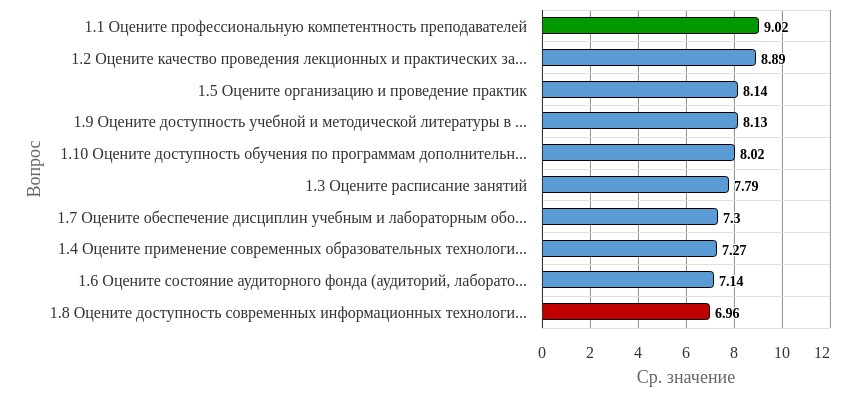 1.1 Оцените профессиональную компетентность преподавателей 9.02
1.2 Оцените качество проведения лекционных и практических за... 8.89
1.5 Оцените организацию и проведение практик 8.14
1.9 Оцените доступность учебной и методической литературы в ... 8.13
1.10 Оцените доступность обучения по программам дополнительн... 8.02
1.3 Оцените расписание занятий 7.79
1.7 Оцените обеспечение дисциплин учебным и лабораторным обо... 7.3
1.4 Оцените применение современных образовательных технологи... 7.27
1.6 Оцените состояние аудиторного фонда (аудиторий, лаборато... 7.14
1.8 Оцените доступность современных информационных технологи... 6.96
Вопрос
0 2 4 6 8 10 12
Ср. значение